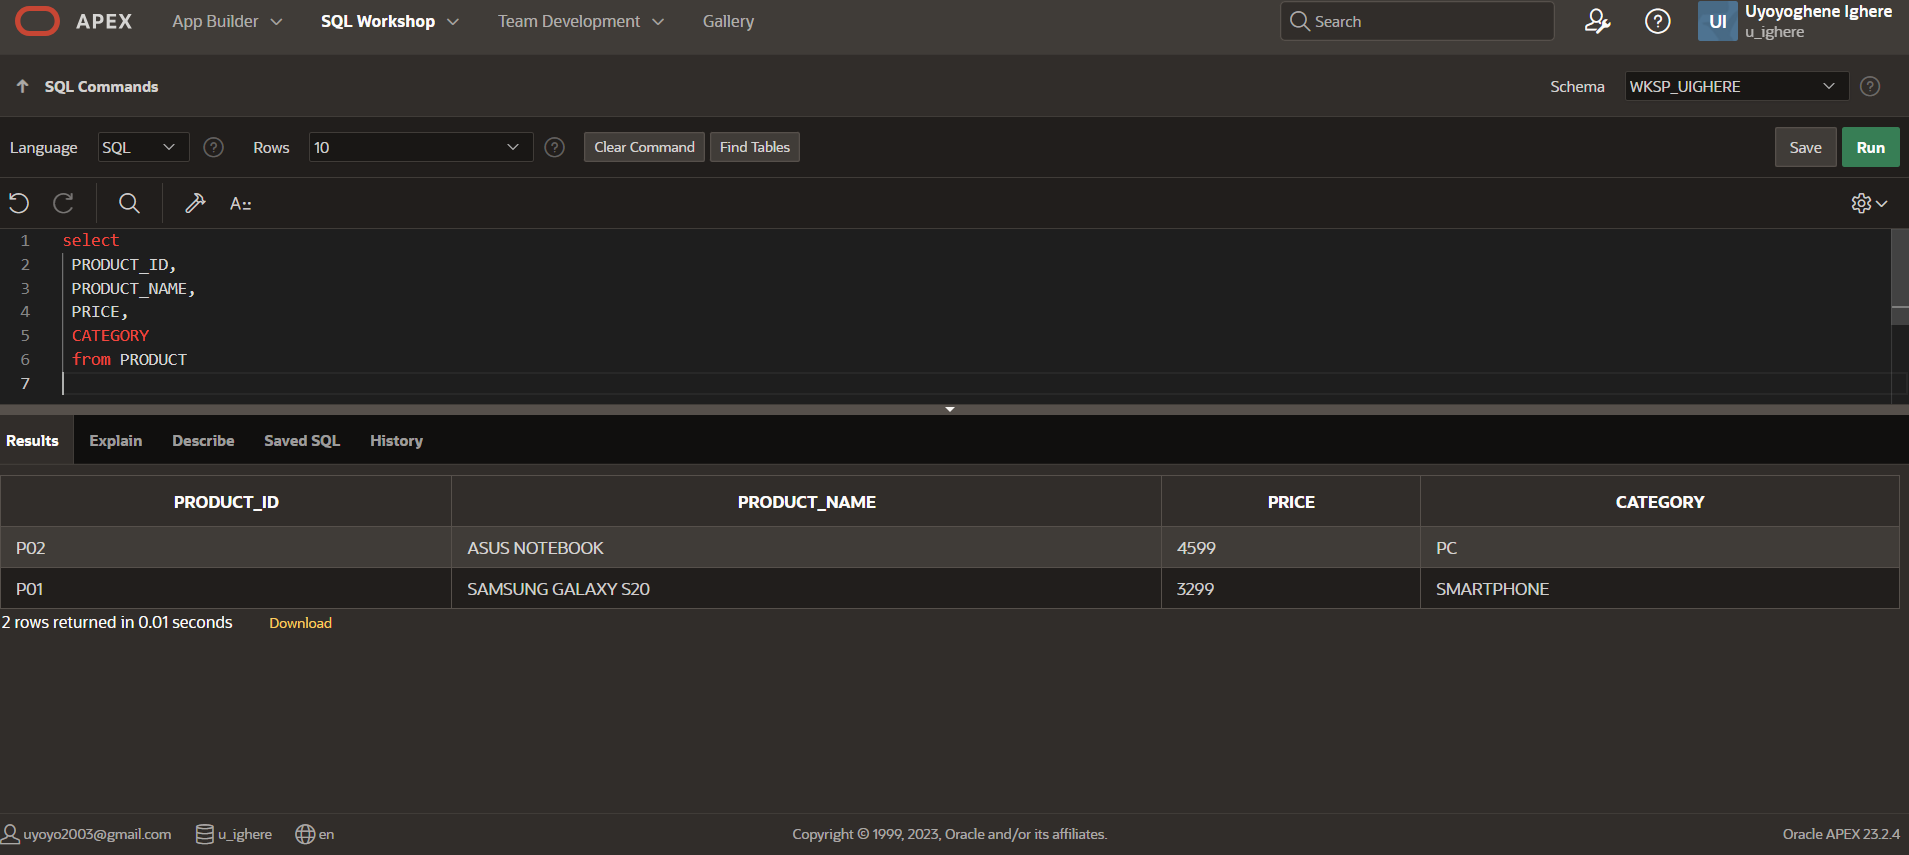 APEX App Builder SQL Workshop Team Development Gallery Search UI Uyoyoghene Ighere
u_ighere
SQL Commands Schema WKSP_UIGHERE
Language SQL Rows 10 Clear Command Find Tables Save Run
A::
1 select
2 PRODUCT_ID,
3 PRODUCT_NAME,
4 PRICE,
5 CATEGORY
6 from PRODUCT
7
Results Explain Describe Saved SQL History
PRODUCT_ID PRODUCT_NAME PRICE CATEGORY
P02 ASUS NOTEBOOK 4599 PC
P01 SAMSUNG GALAXY S20 3299 SMARTPHONE
2 rows returned in 0.01 seconds Download
uyoyo2003@gmail.com u_ighere en Copyright © 1999, 2023, Oracle and/or its affiliates. Oracle APEX 23.2.4